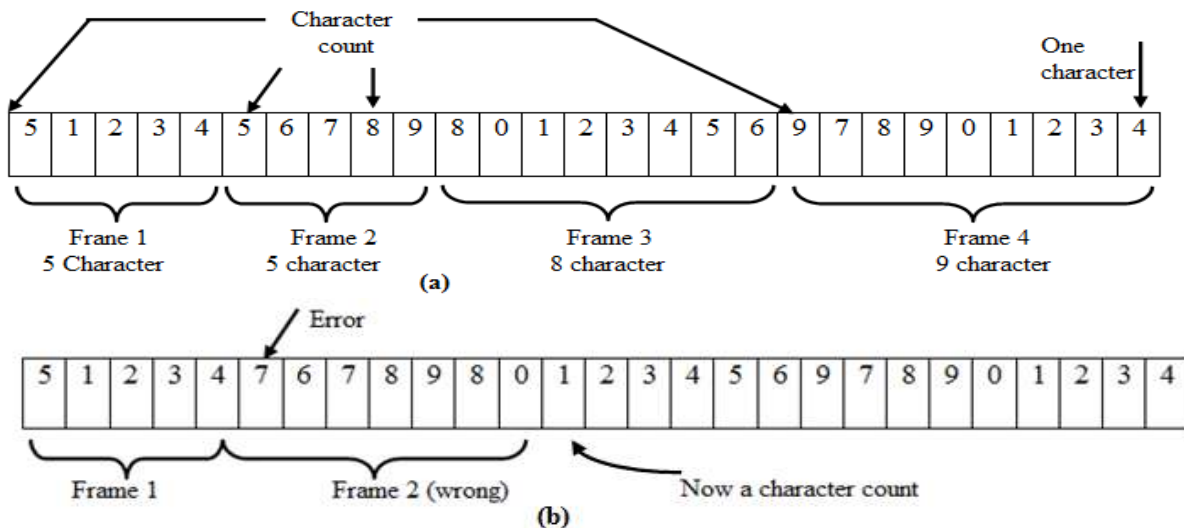 Character
count
One
character
5 1 2 3 4 5 6 7 8 9 8 0 1 2 3 4 5 6 9 7 8 9 0 1 2 3 4
Frane 1
5 Character
Frame 2
5 character
Frame 3
8 character
Frame 4
9 character
(a)
Error
5 1 2 3 4 7 6 7 8 9 8 0 1 2 3 4 5 6 9 7 8 9 0 1 2 3 4
Frame 1
Frame 2 (wrong)
Now a character count
(b)